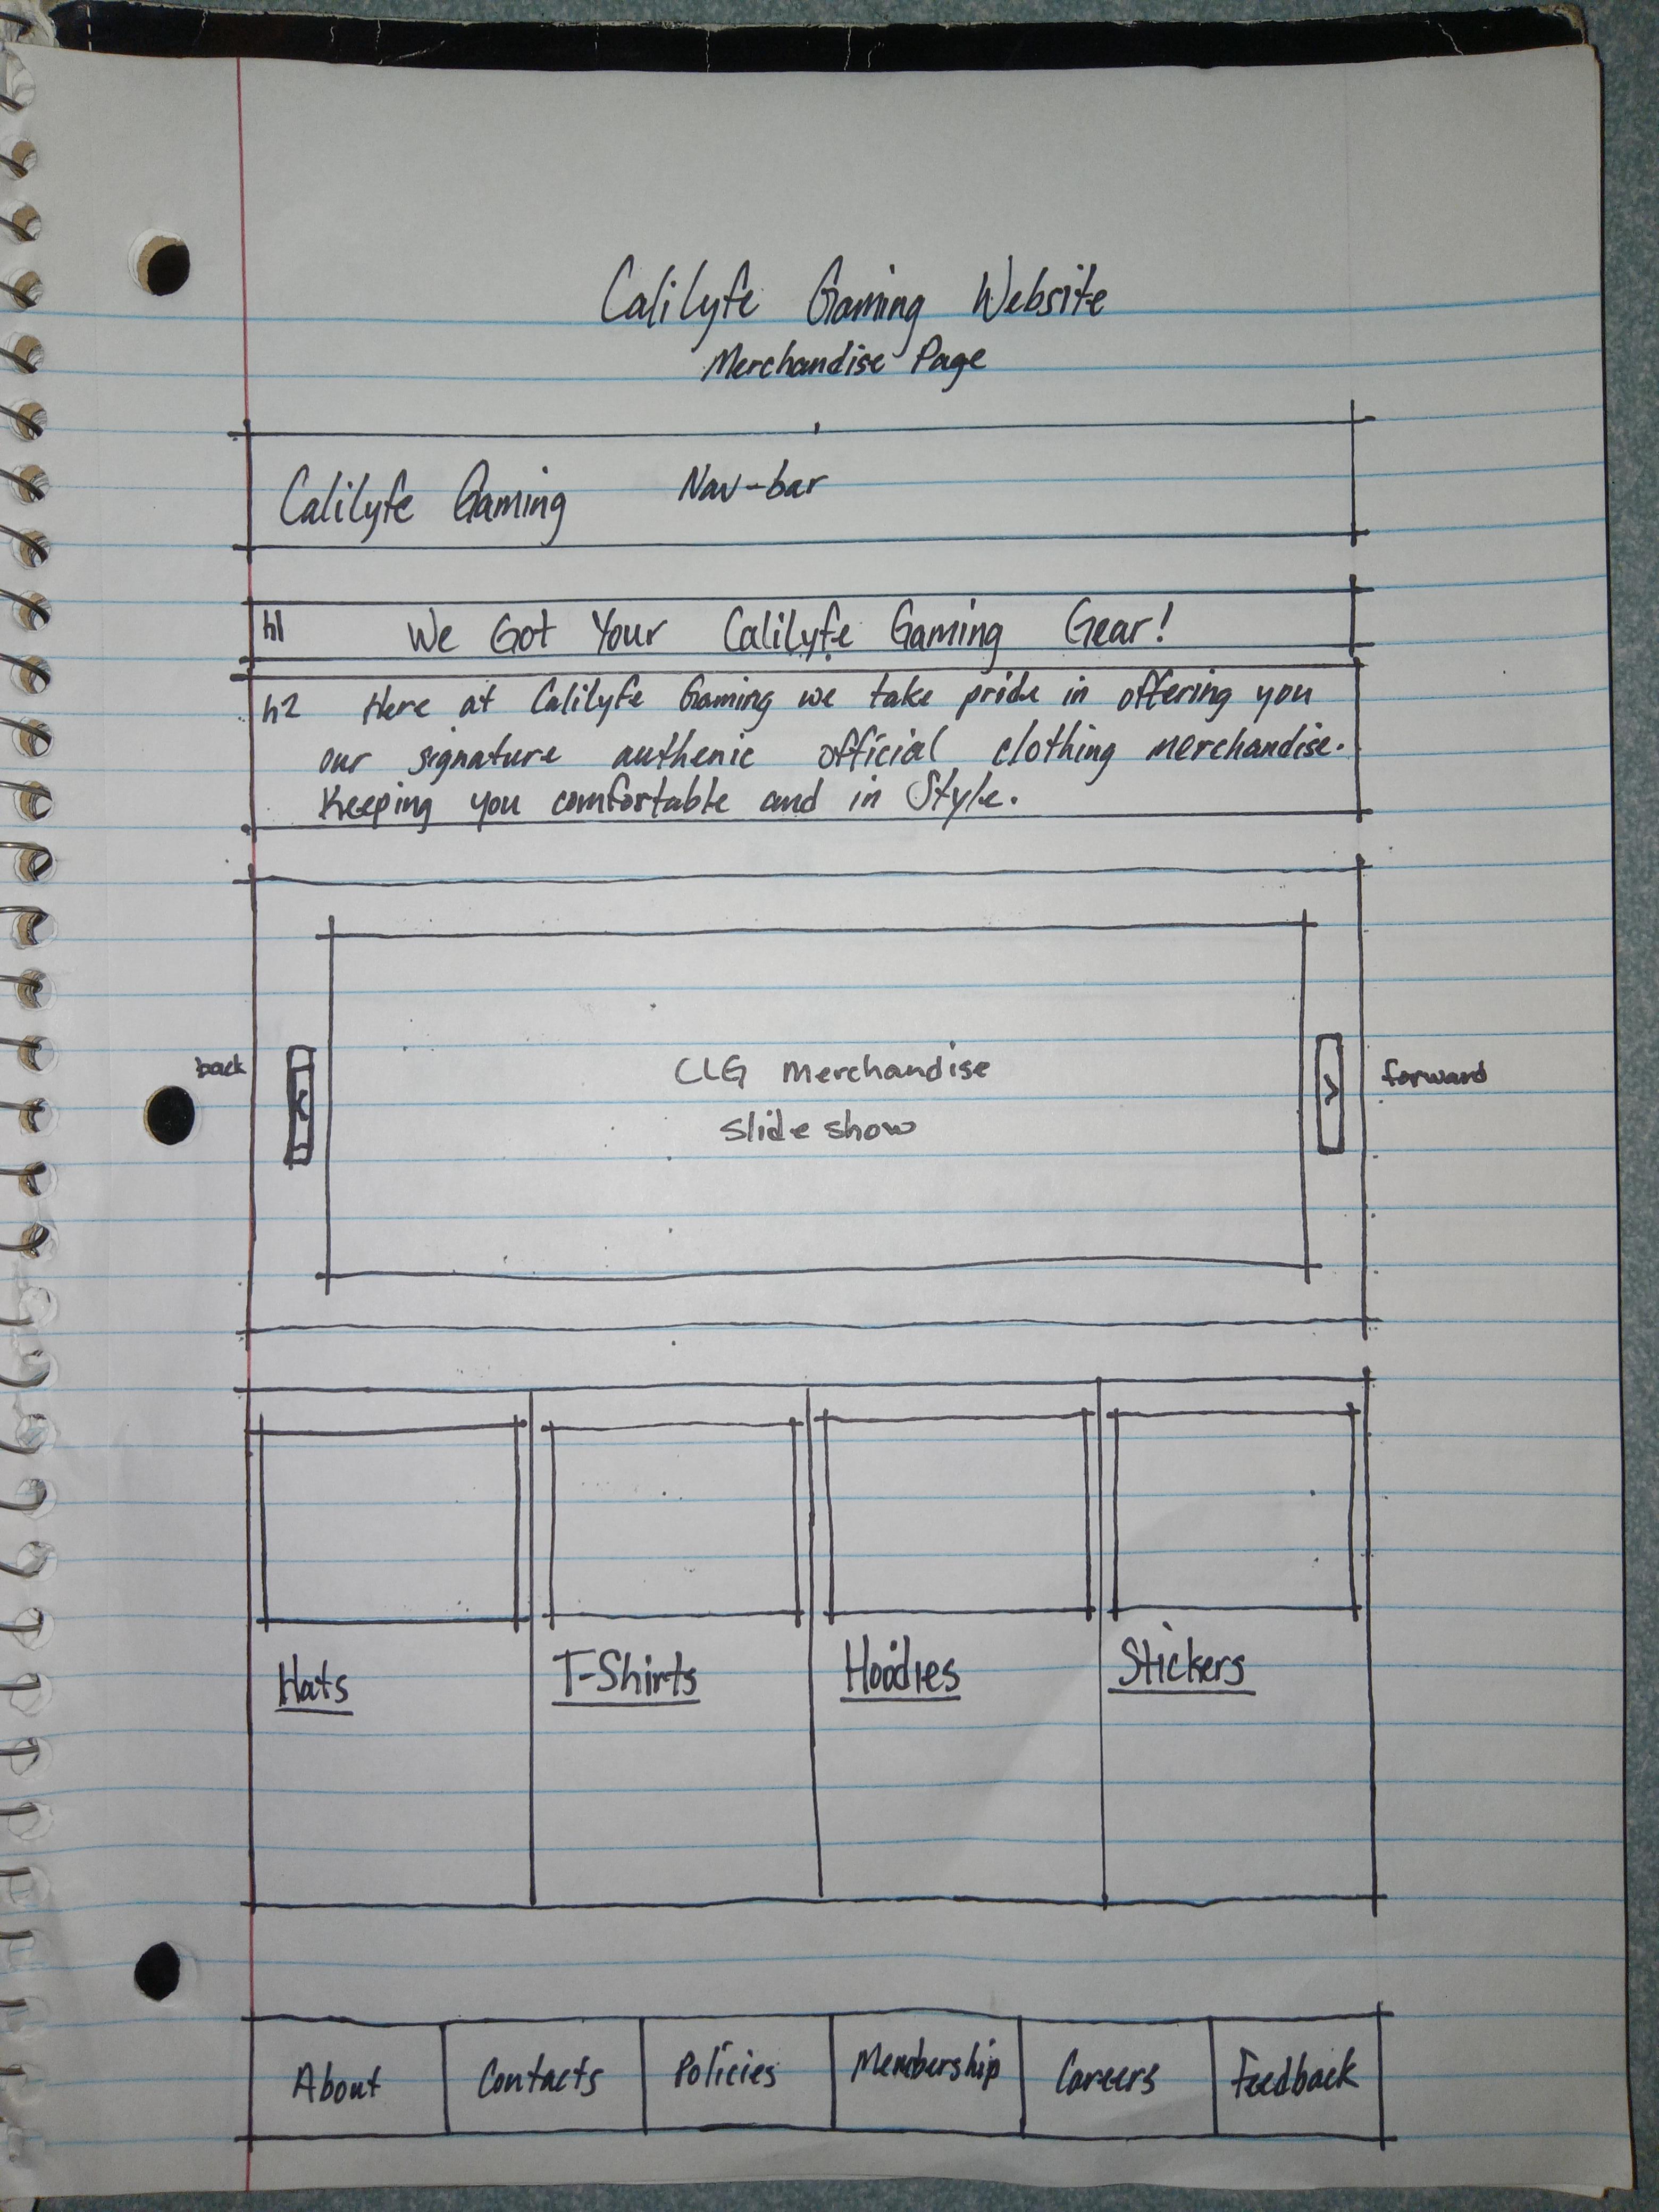 Calilyfe Gaming Website
Merchandise Page
Calilyfe Gaming Nav-bar
h1 We Got Your Calilyfe Gaming Gear!
h2 Here at Calilyfe Gaming we take pride in offering you
our signature authenic official clothing merchandise.
Keeping you comfortable and in Style.
back < > forward
CLG Merchandise
Slide show
Hats T-Shirts Hoodies Stickers
About Contacts Policies Membership Careers Feedback